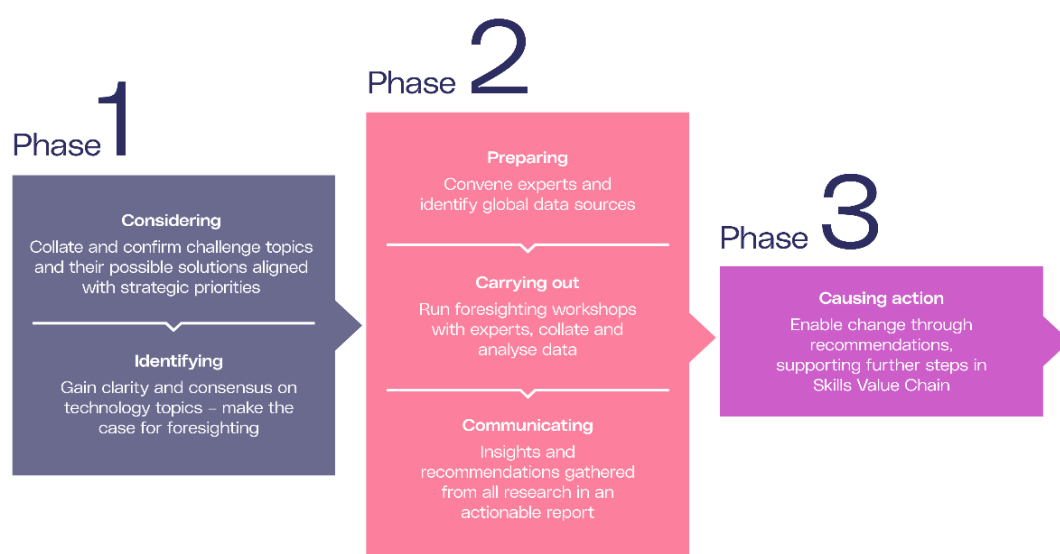 Phase 1
Considering
Collate and confirm challenge topics
and their possible solutions aligned
with strategic priorities
Identifying
Gain clarity and consensus on
technology topics – make the
case for foresighting
Phase 2
Preparing
Convene experts and
identify global data sources
Carrying out
Run foresighting workshops
with experts, collate and
analyse data
Communicating
Insights and
recommendations gathered
from all research in an
actionable report
Phase 3
Causing action
Enable change through
recommendations,
supporting further steps in
Skills Value Chain